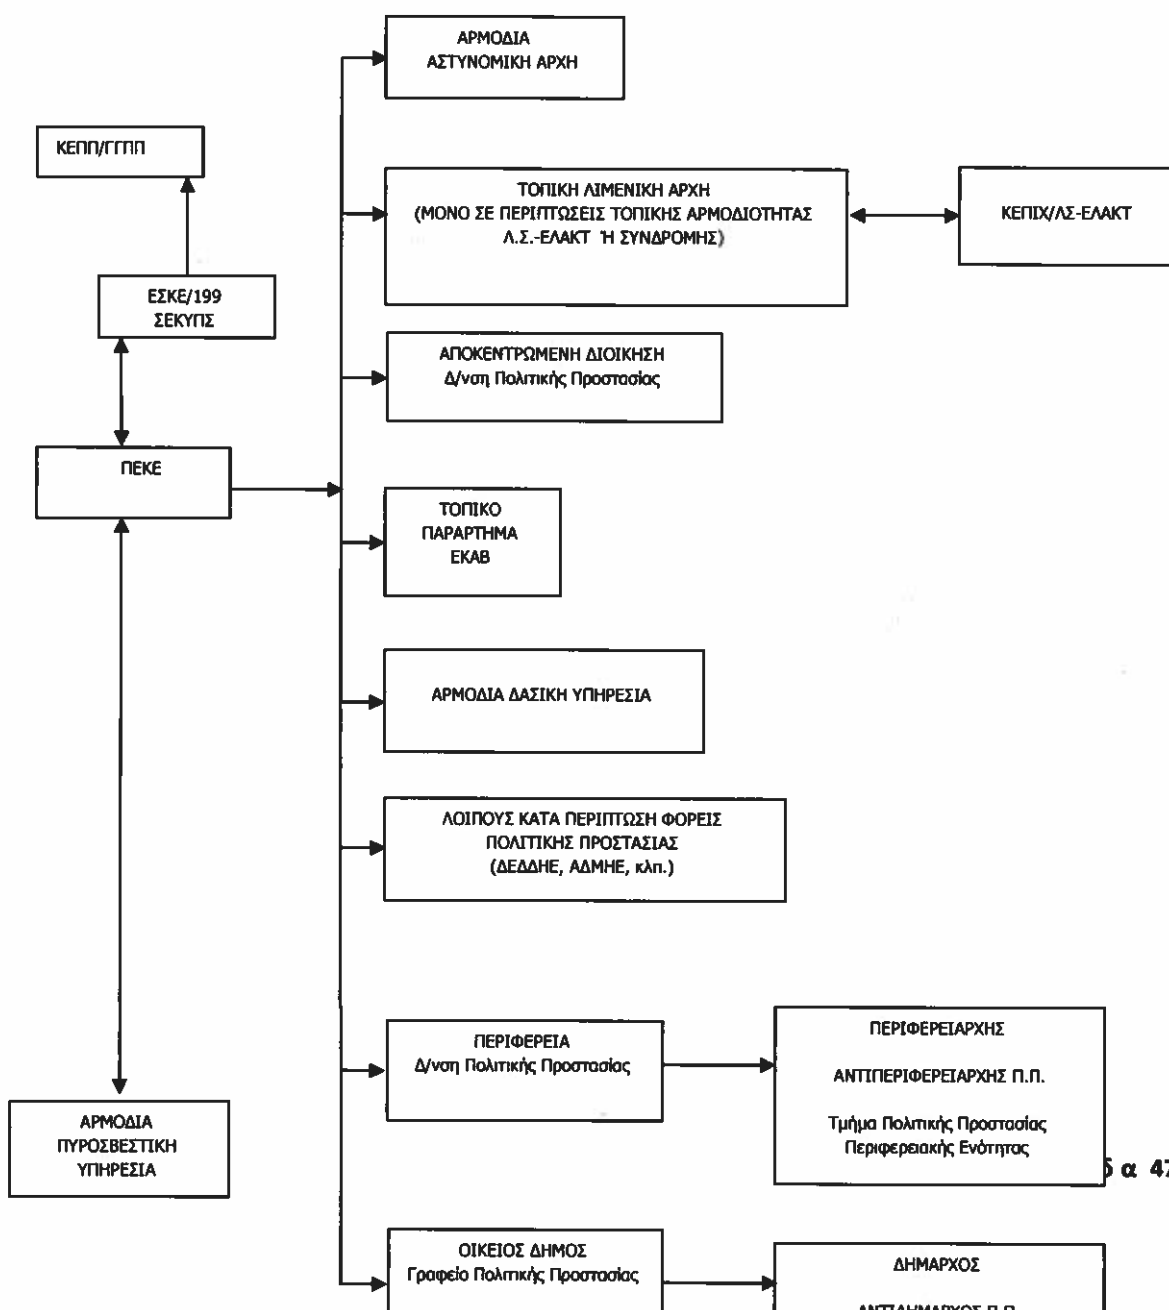 ΑΡΜΟΔΙΑ
ΑΣΤΥΝΟΜΙΚΗ ΑΡΧΗ
ΚΕΠΠ/ΓΓΠΠ
ΤΟΠΙΚΗ ΛΙΜΕΝΙΚΗ ΑΡΧΗ
(ΜΟΝΟ ΣΕ ΠΕΡΙΠΤΩΣΕΙΣ ΤΟΠΙΚΗΣ ΑΡΜΟΔΙΟΤΗΤΑΣ
Λ.Σ.-ΕΛΑΚΤ Ή ΣΥΝΔΡΟΜΗΣ)
ΚΕΠΙΧ/ΛΣ-ΕΛΑΚΤ
ΕΣΚΕ/199
ΣΕΚΥΠΣ
ΑΠΟΚΕΝΤΡΩΜΕΝΗ ΔΙΟΙΚΗΣΗ
Δ/νση Πολιτικής Προστασίας
ΠΕΚΕ
ΤΟΠΙΚΟ
ΠΑΡΑΡΤΗΜΑ
ΕΚΑΒ
ΑΡΜΟΔΙΑ ΔΑΣΙΚΗ ΥΠΗΡΕΣΙΑ
ΛΟΙΠΟΥΣ ΚΑΤΑ ΠΕΡΙΠΤΩΣΗ ΦΟΡΕΙΣ
ΠΟΛΙΤΙΚΗΣ ΠΡΟΣΤΑΣΙΑΣ
(ΔΕΔΔΗΕ, ΑΔΜΗΕ, κλπ.)
ΠΕΡΙΦΕΡΕΙΑ
Δ/νση Πολιτικής Προστασίας
ΠΕΡΙΦΕΡΕΙΑΡΧΗΣ
ΑΝΤΙΠΕΡΙΦΕΡΕΙΑΡΧΗΣ Π.Π.
Τμήμα Πολιτικής Προστασίας
Περιφερειακής Ενότητας
ΑΡΜΟΔΙΑ
ΠΥΡΟΣΒΕΣΤΙΚΗ
ΥΠΗΡΕΣΙΑ
α 47
ΟΙΚΕΙΟΣ ΔΗΜΟΣ
Γραφείο Πολιτικής Προστασίας
ΔΗΜΑΡΧΟΣ
ΑΝΤΙΔΗΜΑΡΧΟΣ Π.Π.